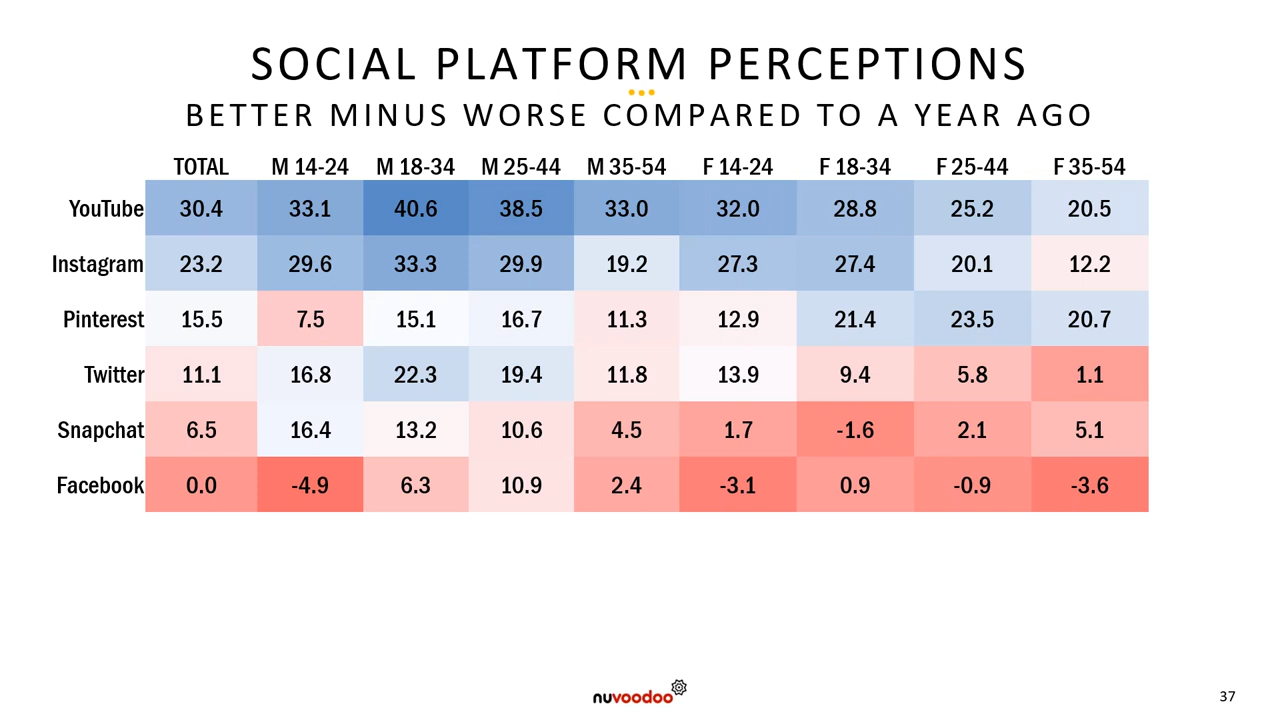 SOCIAL PLATFORM PERCEPTIONS
BETTER MINUS WORSE COMPARED TO A YEAR AGO
TOTAL M 14-24 M 18-34 M 25-44 M 35-54 F 14-24 F 18-34 F 25-44 F 35-54
YouTube 30.4 33.1 40.6 38.5 33.0 32.0 28.8 25.2 20.5
Instagram 23.2 29.6 33.3 29.9 19.2 27.3 27.4 20.1 12.2
Pinterest 15.5 7.5 15.1 16.7 11.3 12.9 21.4 23.5 20.7
Twitter 11.1 16.8 22.3 19.4 11.8 13.9 9.4 5.8 1.1
Snapchat 6.5 16.4 13.2 10.6 4.5 1.7 -1.6 2.1 5.1
Facebook 0.0 -4.9 6.3 10.9 2.4 -3.1 0.9 -0.9 -3.6
nuvoodoo
37